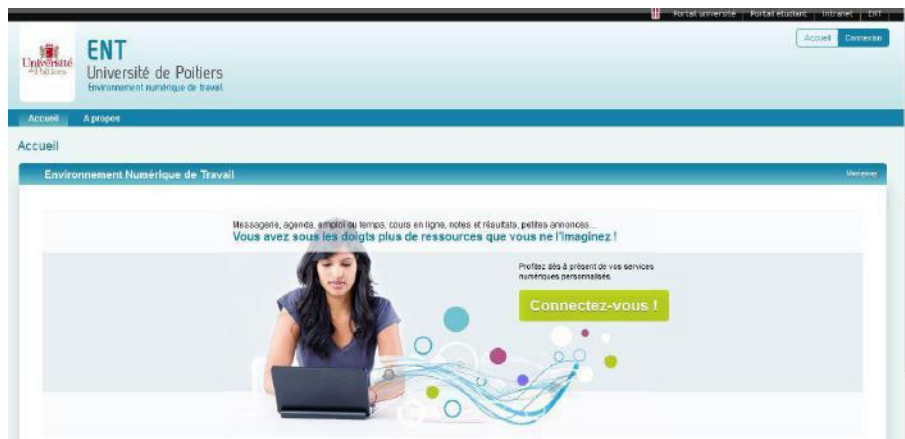 Portail université Portail étudiant Intranet ENT
Accueil Connexion
Université
de Poitiers
ENT
Université de Poitiers
Environnement numérique de travail
Accueil A propos
Accueil
Environnement Numérique de Travail
Messagerie, agenda, emploi du temps, cours en ligne, notes et résultats, petites annonces...
Vous avez sous les doigts plus de ressources que vous ne l'imaginez !
Profitez dès à présent de vos services
numériques personnalisés.
Connectez-vous !